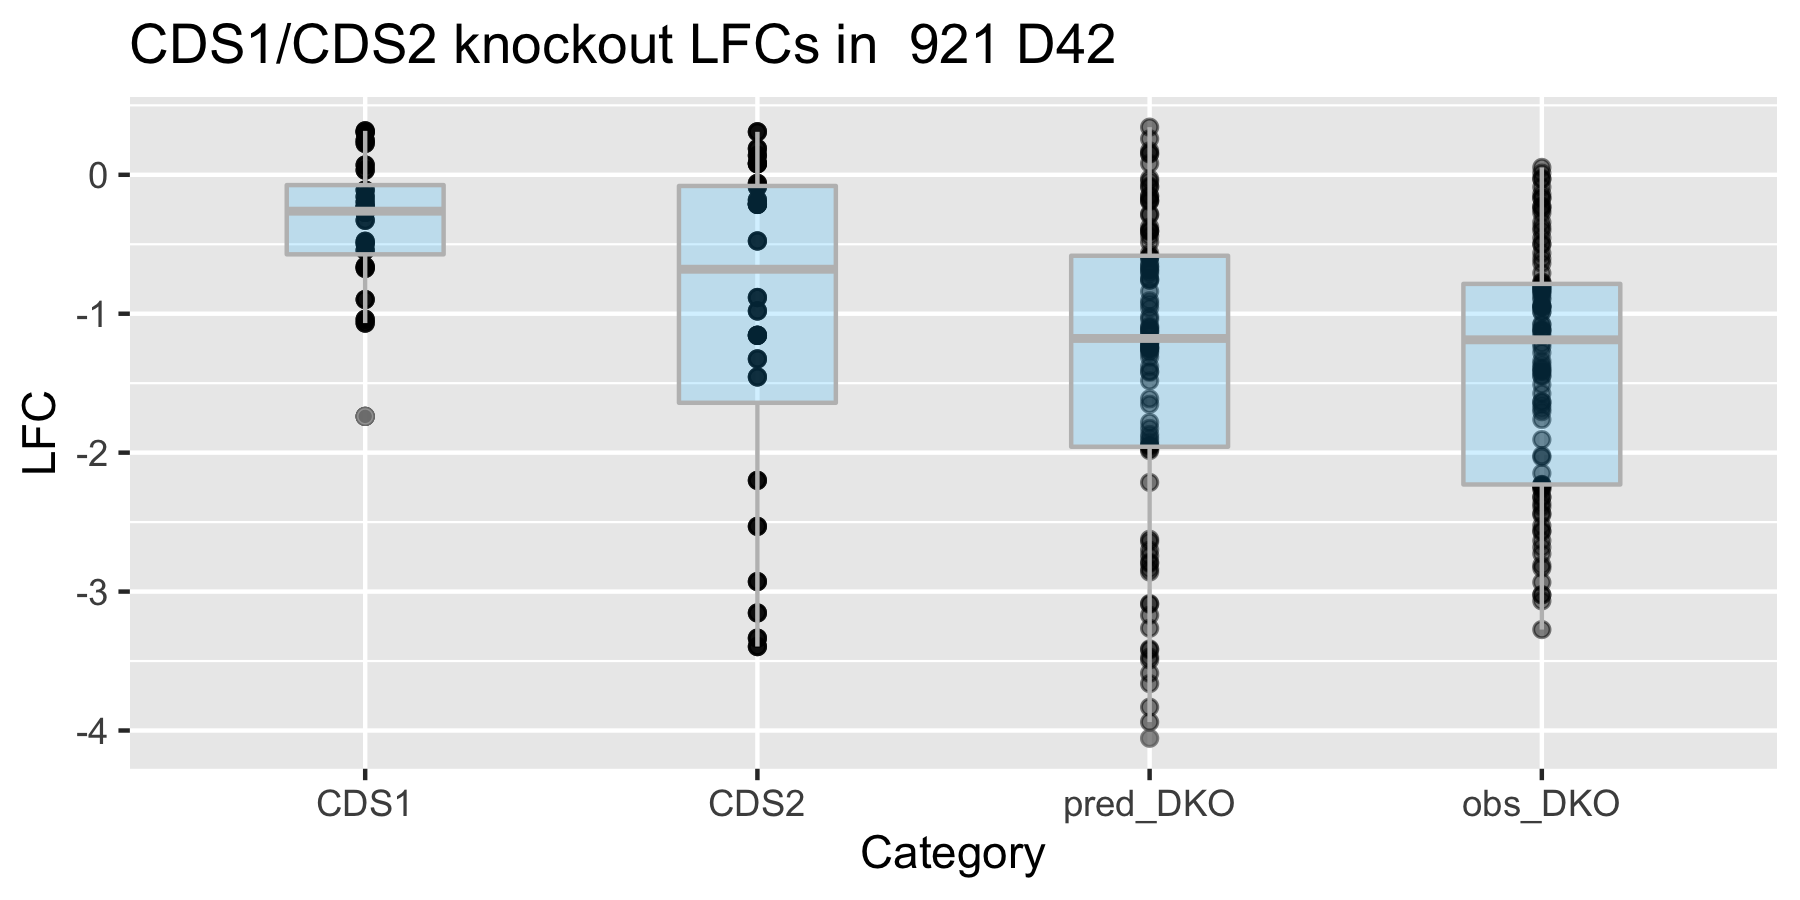 CDS1/CDS2 knockout LFCs in  921 D42
LFC
0
-1
-2
-3
-4
CDS1 CDS2 pred_DKO obs_DKO
Category